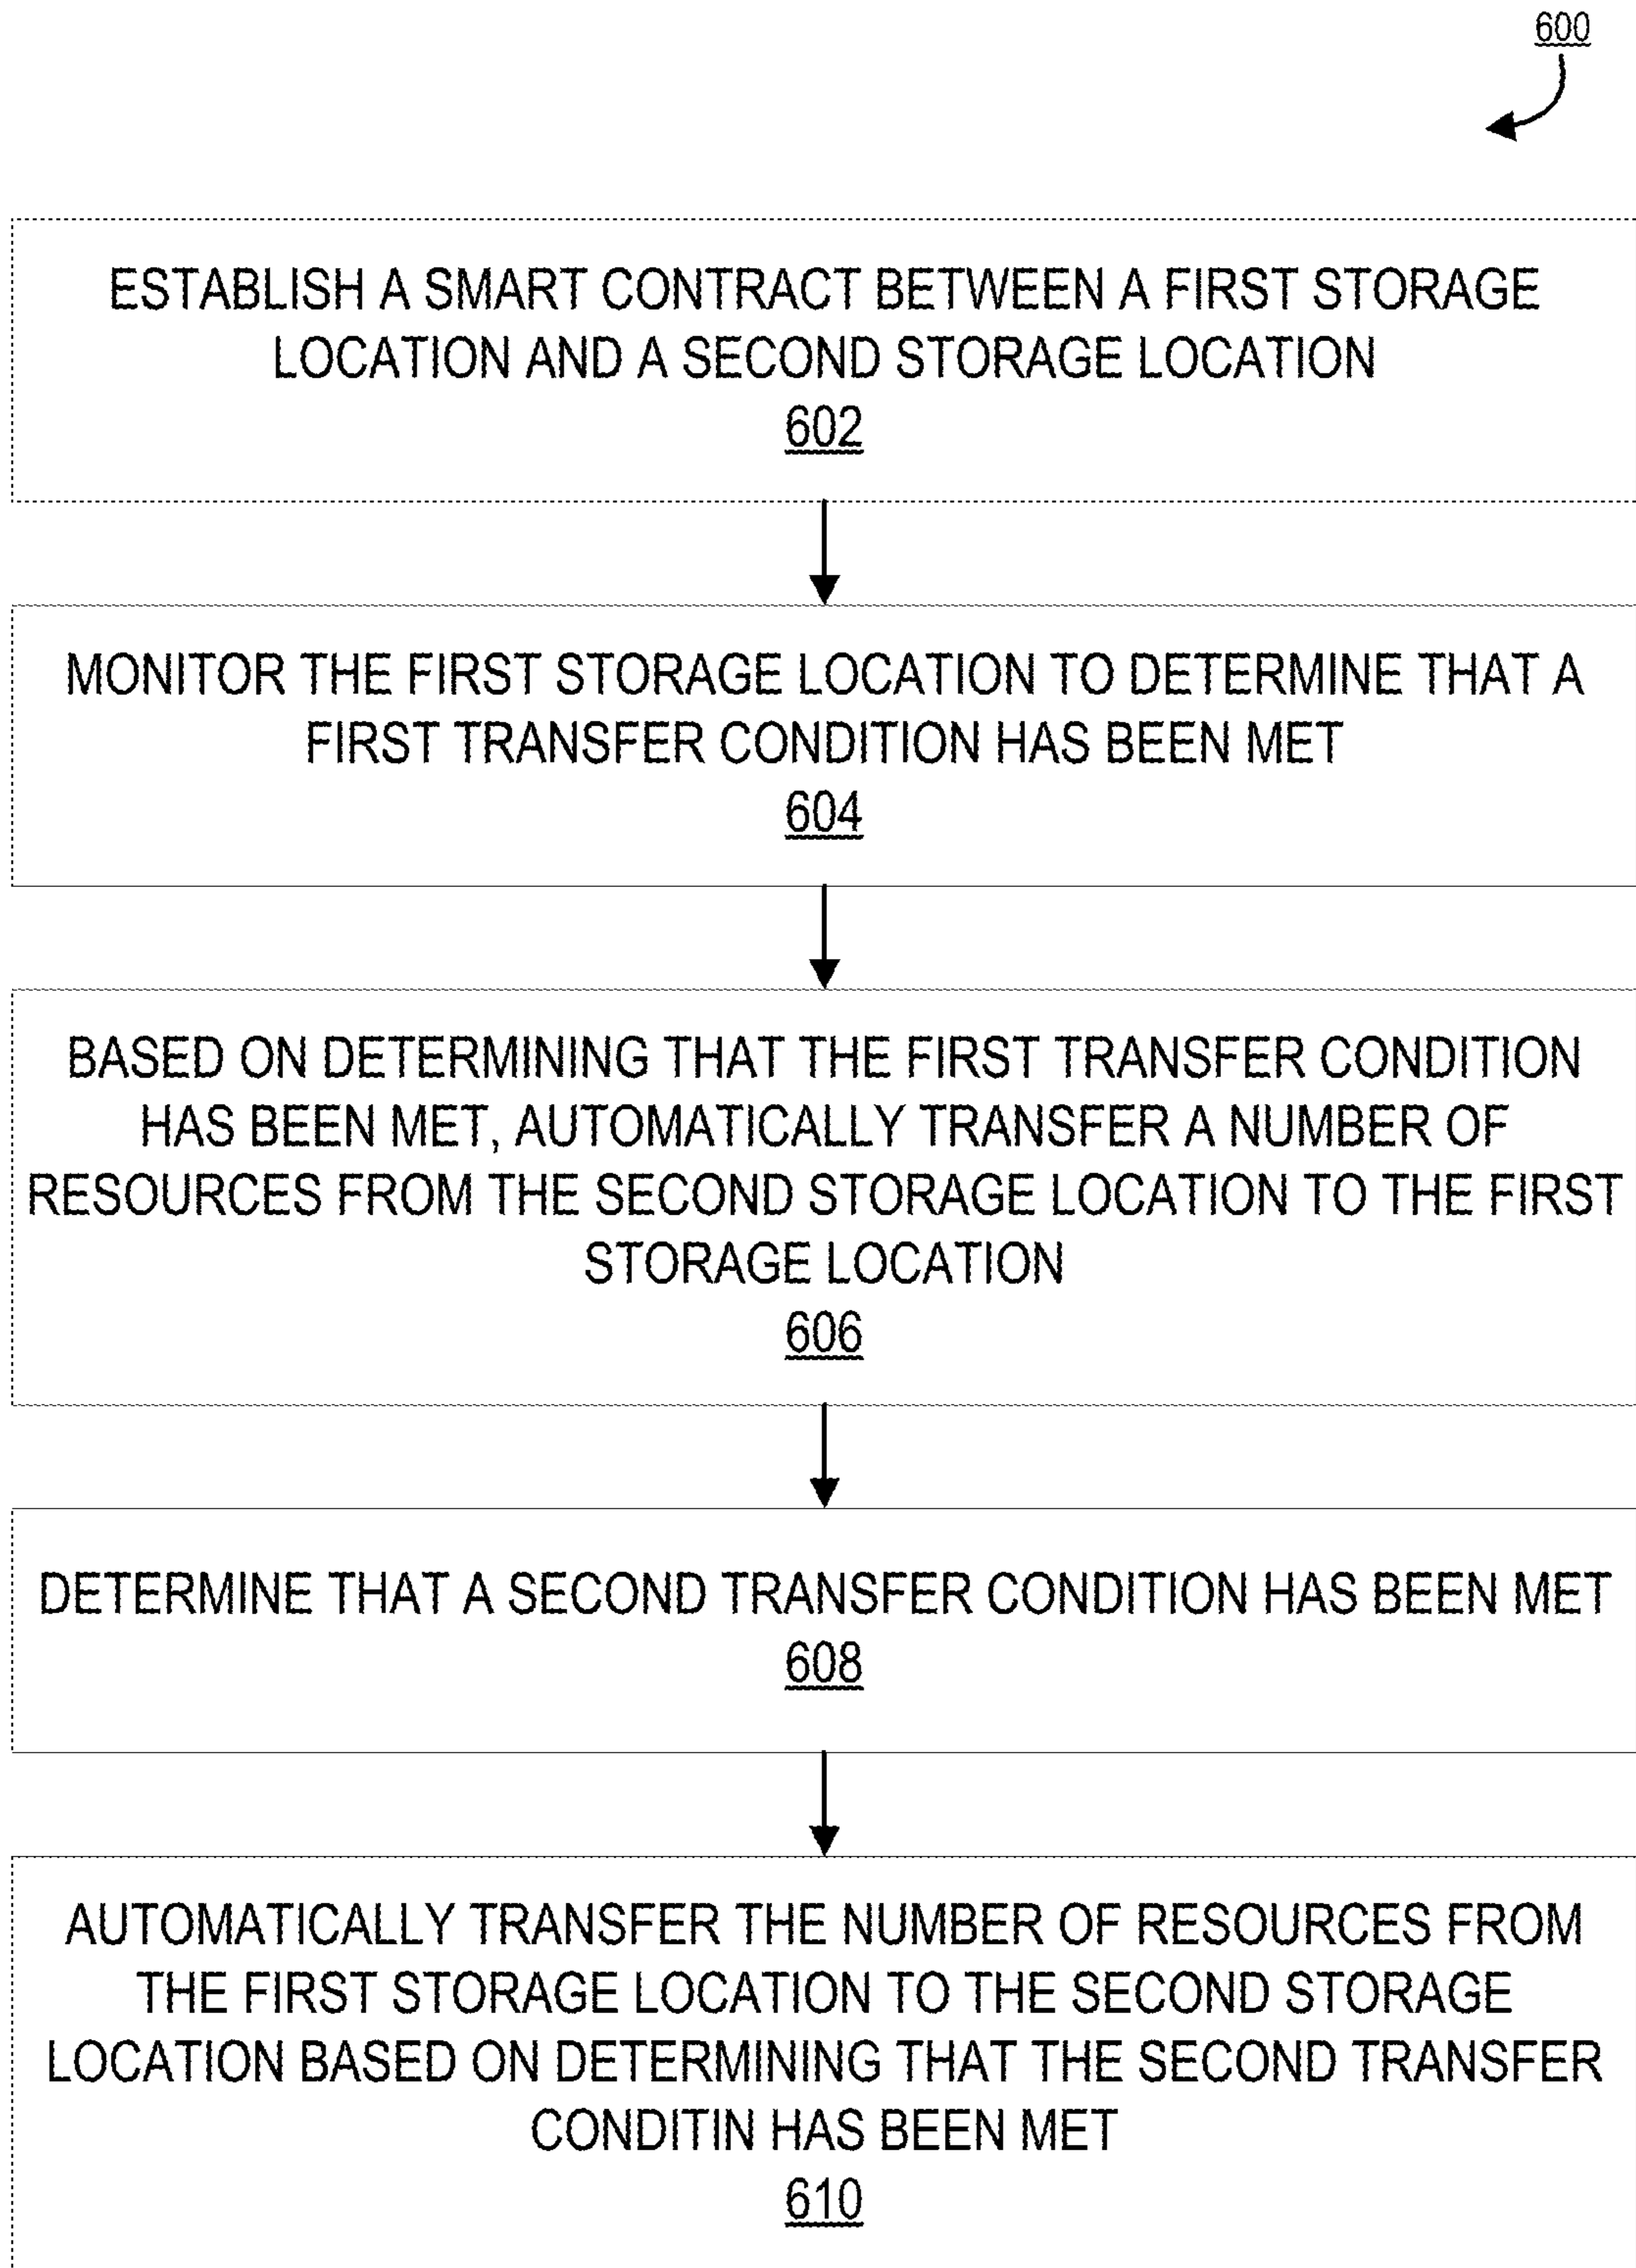 600
ESTABLISH A SMART CONTRACT BETWEEN A FIRST STORAGE
LOCATION AND A SECOND STORAGE LOCATION
602
MONITOR THE FIRST STORAGE LOCATION TO DETERMINE THAT A
FIRST TRANSFER CONDITION HAS BEEN MET
604
BASED ON DETERMINING THAT THE FIRST TRANSFER CONDITION
HAS BEEN MET, AUTOMATICALLY TRANSFER A NUMBER OF
RESOURCES FROM THE SECOND STORAGE LOCATION TO THE FIRST
STORAGE LOCATION
606
DETERMINE THAT A SECOND TRANSFER CONDITION HAS BEEN MET
608
AUTOMATICALLY TRANSFER THE NUMBER OF RESOURCES FROM
THE FIRST STORAGE LOCATION TO THE SECOND STORAGE
LOCATION BASED ON DETERMINING THAT THE SECOND TRANSFER
CONDITIN HAS BEEN MET
610